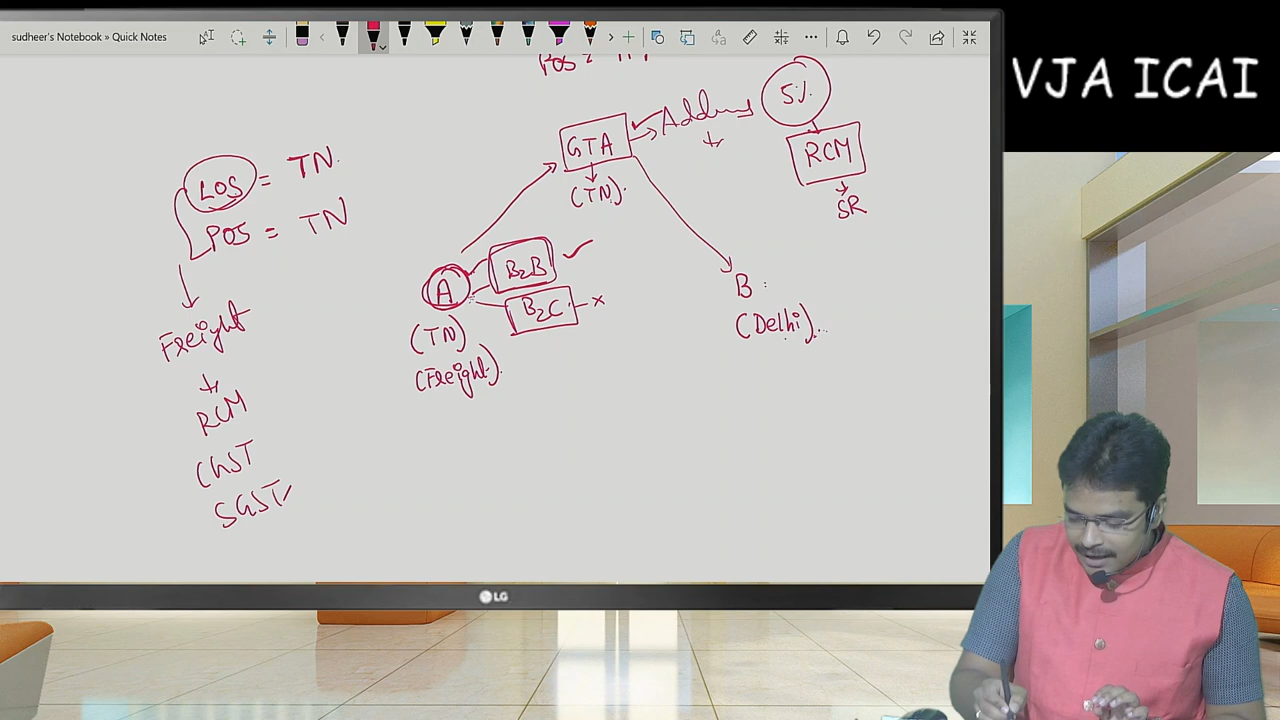 sudheer's Notebook » Quick Notes
VJA ICAI
5%
Address
GTA
RCM
(TN).
SR
LOS = TN.
POS = TN
B2B
A
B2C - x
B :
(TN)
(Delhi)..
(Freight).
Freight
RCM
CGST
SGST
LG